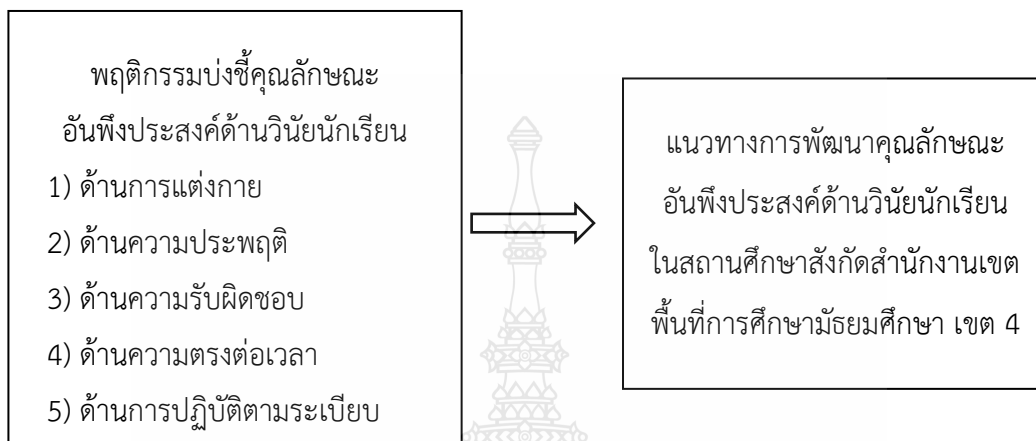 พฤติกรรมบ่งชี้คุณลักษณะ
อันพึงประสงค์ด้านวินัยนักเรียน
1) ด้านการแต่งกาย
2) ด้านความประพฤติ
3) ด้านความรับผิดชอบ
4) ด้านความตรงต่อเวลา
5) ด้านการปฏิบัติตามระเบียบ
แนวทางการพัฒนาคุณลักษณะ
อันพึงประสงค์ด้านวินัยนักเรียน
ในสถานศึกษาสังกัดสำนักงานเขต
พื้นที่การศึกษามัธยมศึกษา เขต 4